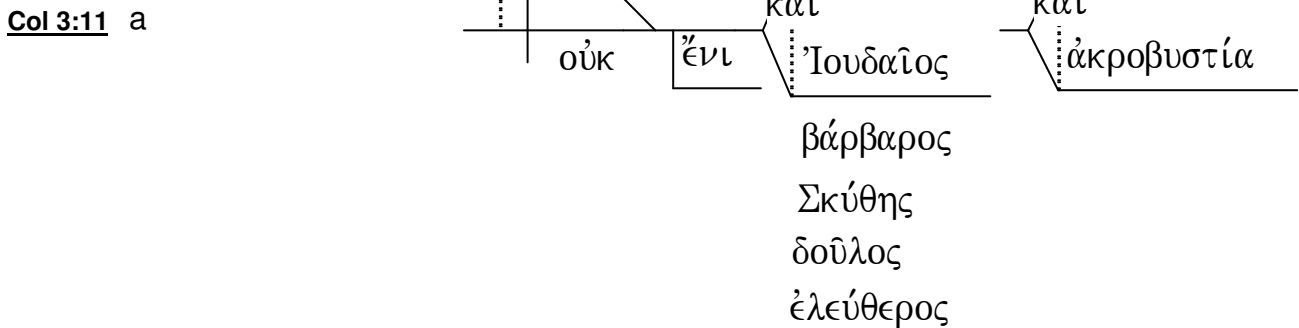 Col 3:11 a
καὶ καὶ
οὐκ ἔνι Ἰουδαῖος ἀκροβυστία
βάρβαρος
Σκύθης
δοῦλος
ἐλεύθερος